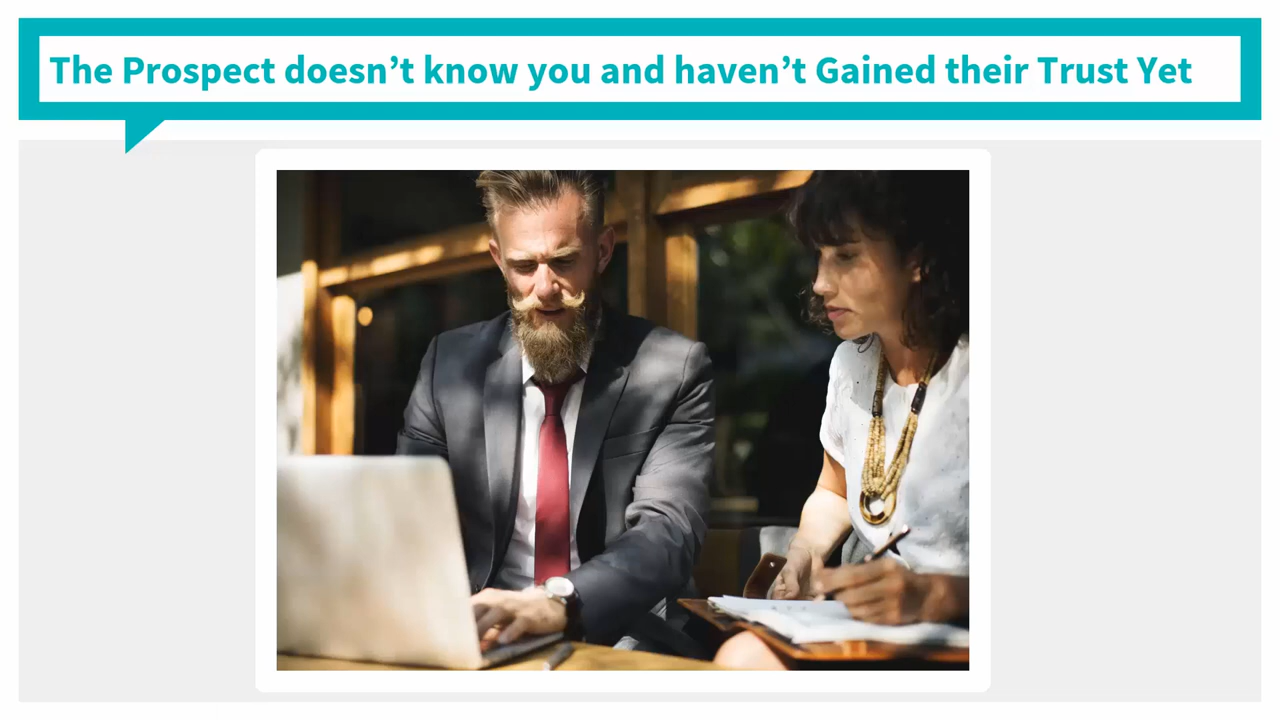 The Prospect doesn’t know you and haven’t Gained their Trust Yet